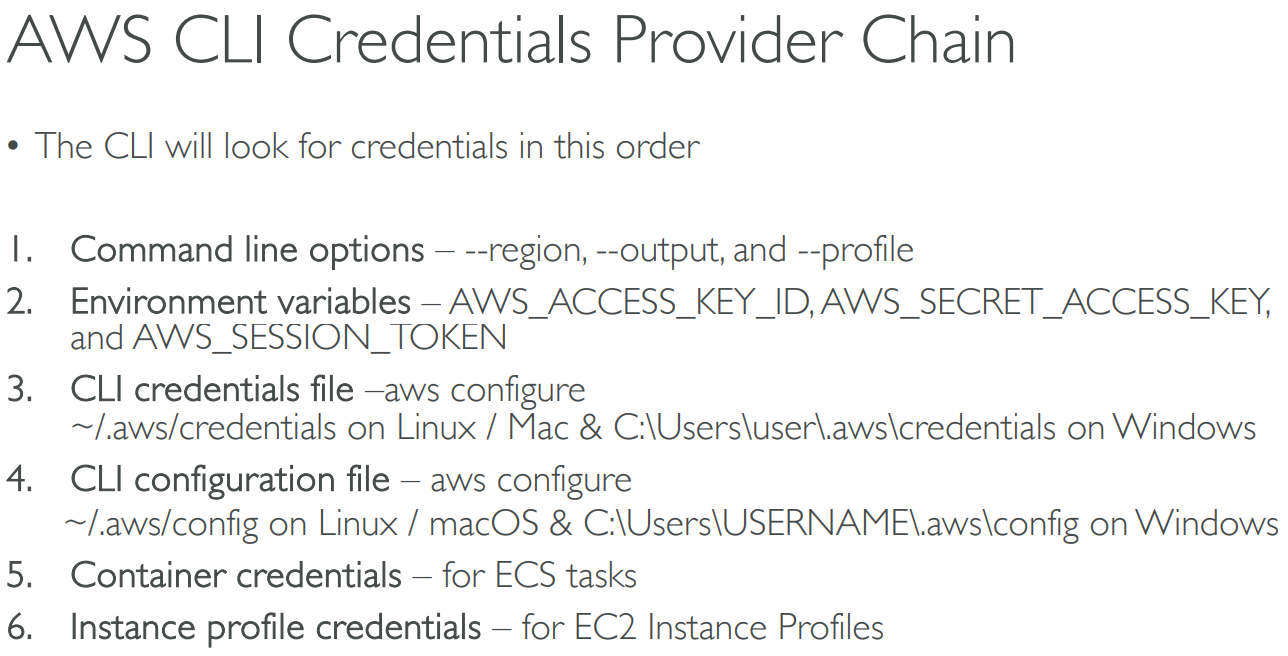 AWS CLI Credentials Provider Chain
• The CLI will look for credentials in this order
1. Command line options – --region, --output, and --profile
2. Environment variables – AWS_ACCESS_KEY_ID, AWS_SECRET_ACCESS_KEY,
and AWS_SESSION_TOKEN
3. CLI credentials file –aws configure
~/.aws/credentials on Linux / Mac & C:\Users\user\.aws\credentials on Windows
4. CLI configuration file – aws configure
~/.aws/config on Linux / macOS & C:\Users\USERNAME\.aws\config on Windows
5. Container credentials – for ECS tasks
6. Instance profile credentials – for EC2 Instance Profiles